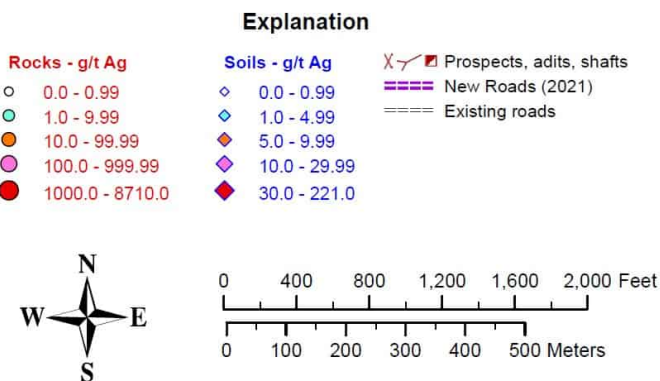 Explanation
Rocks - g/t Ag
0.0 - 0.99
1.0 - 9.99
10.0 - 99.99
100.0 - 999.99
1000.0 - 8710.0
Soils - g/t Ag
0.0 - 0.99
1.0 - 4.99
5.0 - 9.99
10.0 - 29.99
30.0 - 221.0
Prospects, adits, shafts
New Roads (2021)
Existing roads
N
W E
S
0 400 800 1,200 1,600 2,000 Feet
0 100 200 300 400 500 Meters